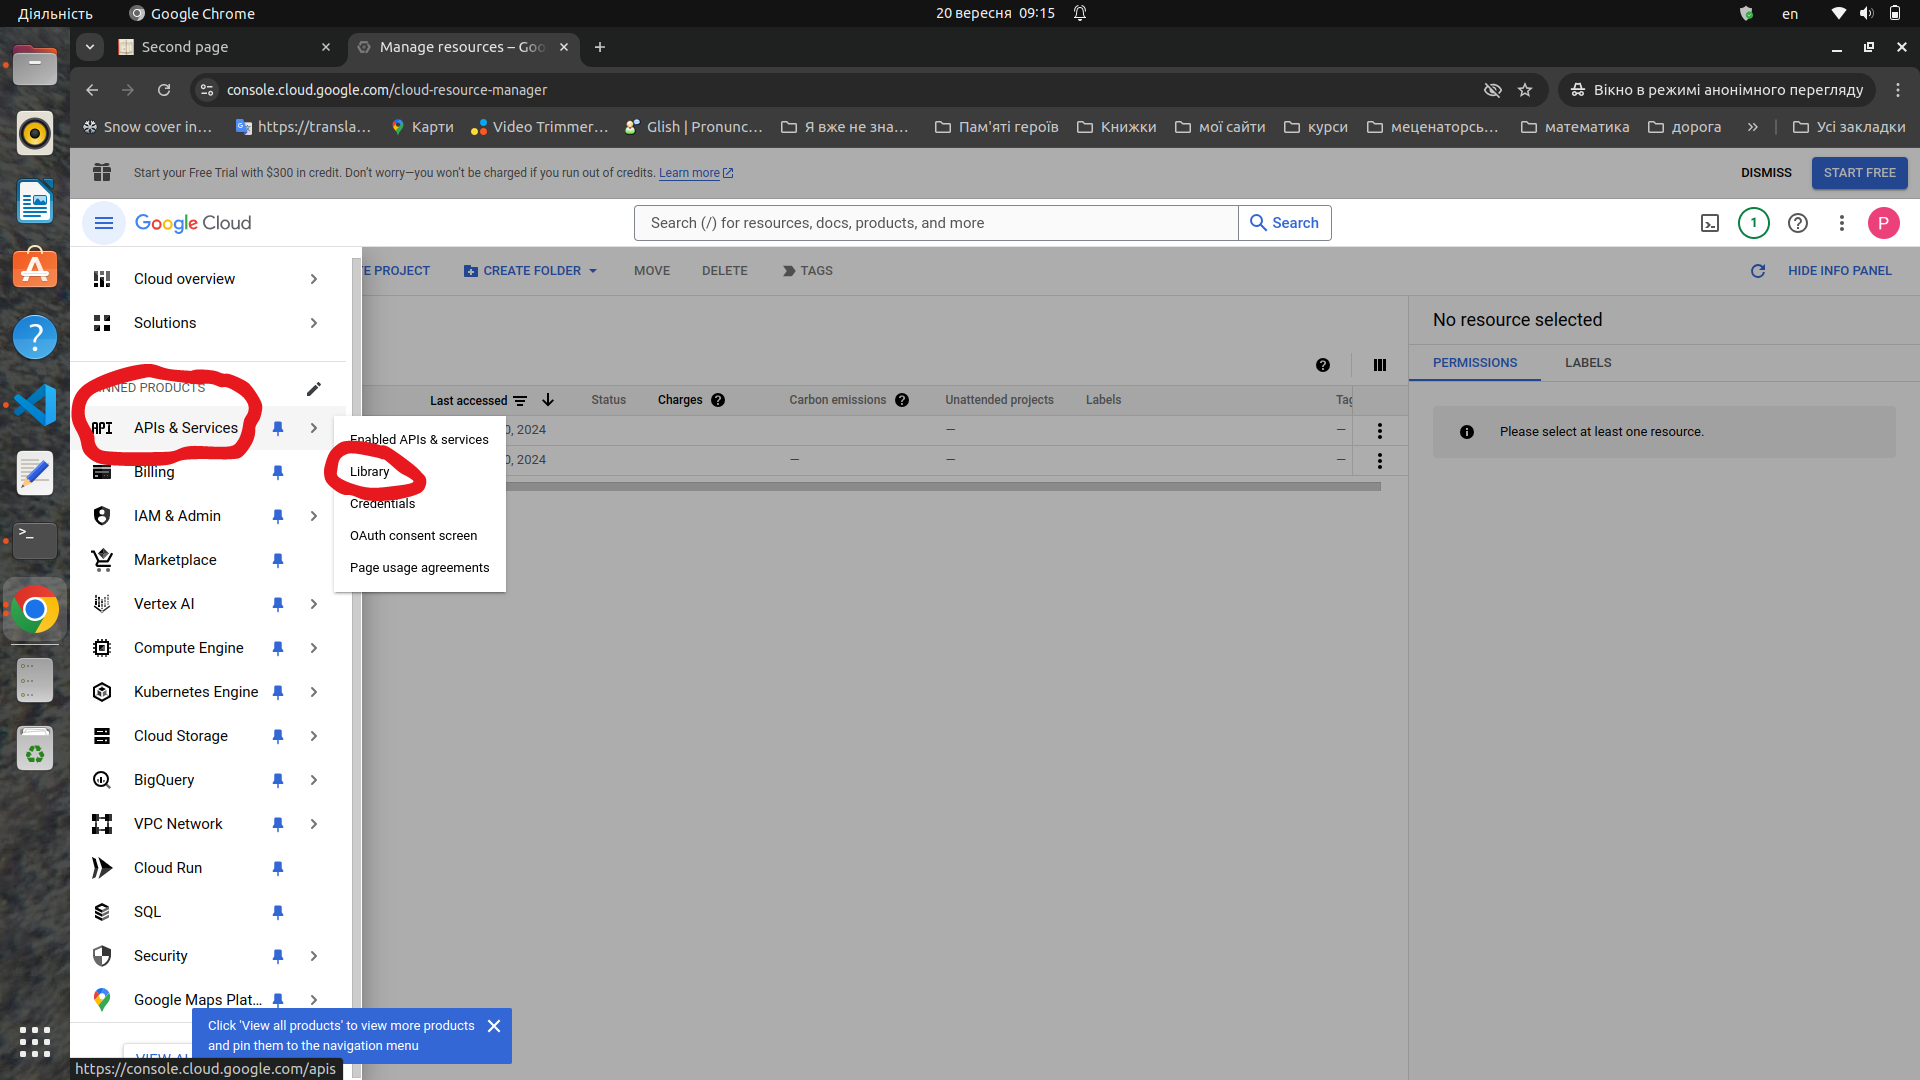 Діяльність
Google Chrome
20 вересня 09:15
en
Second page
Manage resources – Goo
console.cloud.google.com/cloud-resource-manager
Вікно в режимі анонімного перегляду
Snow cover in…
https://transla…
Карти
Video Trimmer…
Glish | Pronunc…
Я вже не зна…
Пам'яті героїв
Книжки
мої сайти
курси
меценаторсь…
математика
дорога
»
Усі закладки
Start your Free Trial with $300 in credit. Don’t worry—you won’t be charged if you run out of credits. Learn more
DISMISS
START FREE
Google Cloud
Search (/) for resources, docs, products, and more
Search
1
P
Cloud overview
Solutions
NNED PRODUCTS
API APIs & Services
Billing
IAM & Admin
Marketplace
Vertex AI
Compute Engine
Kubernetes Engine
Cloud Storage
BigQuery
VPC Network
Cloud Run
SQL
Security
Google Maps Plat…
Enabled APIs & services
Library
Credentials
OAuth consent screen
Page usage agreements
TE PROJECT
CREATE FOLDER
MOVE
DELETE
TAGS
HIDE INFO PANEL
Last accessed
Status
Charges
Carbon emissions
Unattended projects
Labels
Tag
0, 2024
—
—
0, 2024
—
—
—
No resource selected
PERMISSIONS
LABELS
Please select at least one resource.
Click 'View all products' to view more products
and pin them to the navigation menu
https://console.cloud.google.com/apis